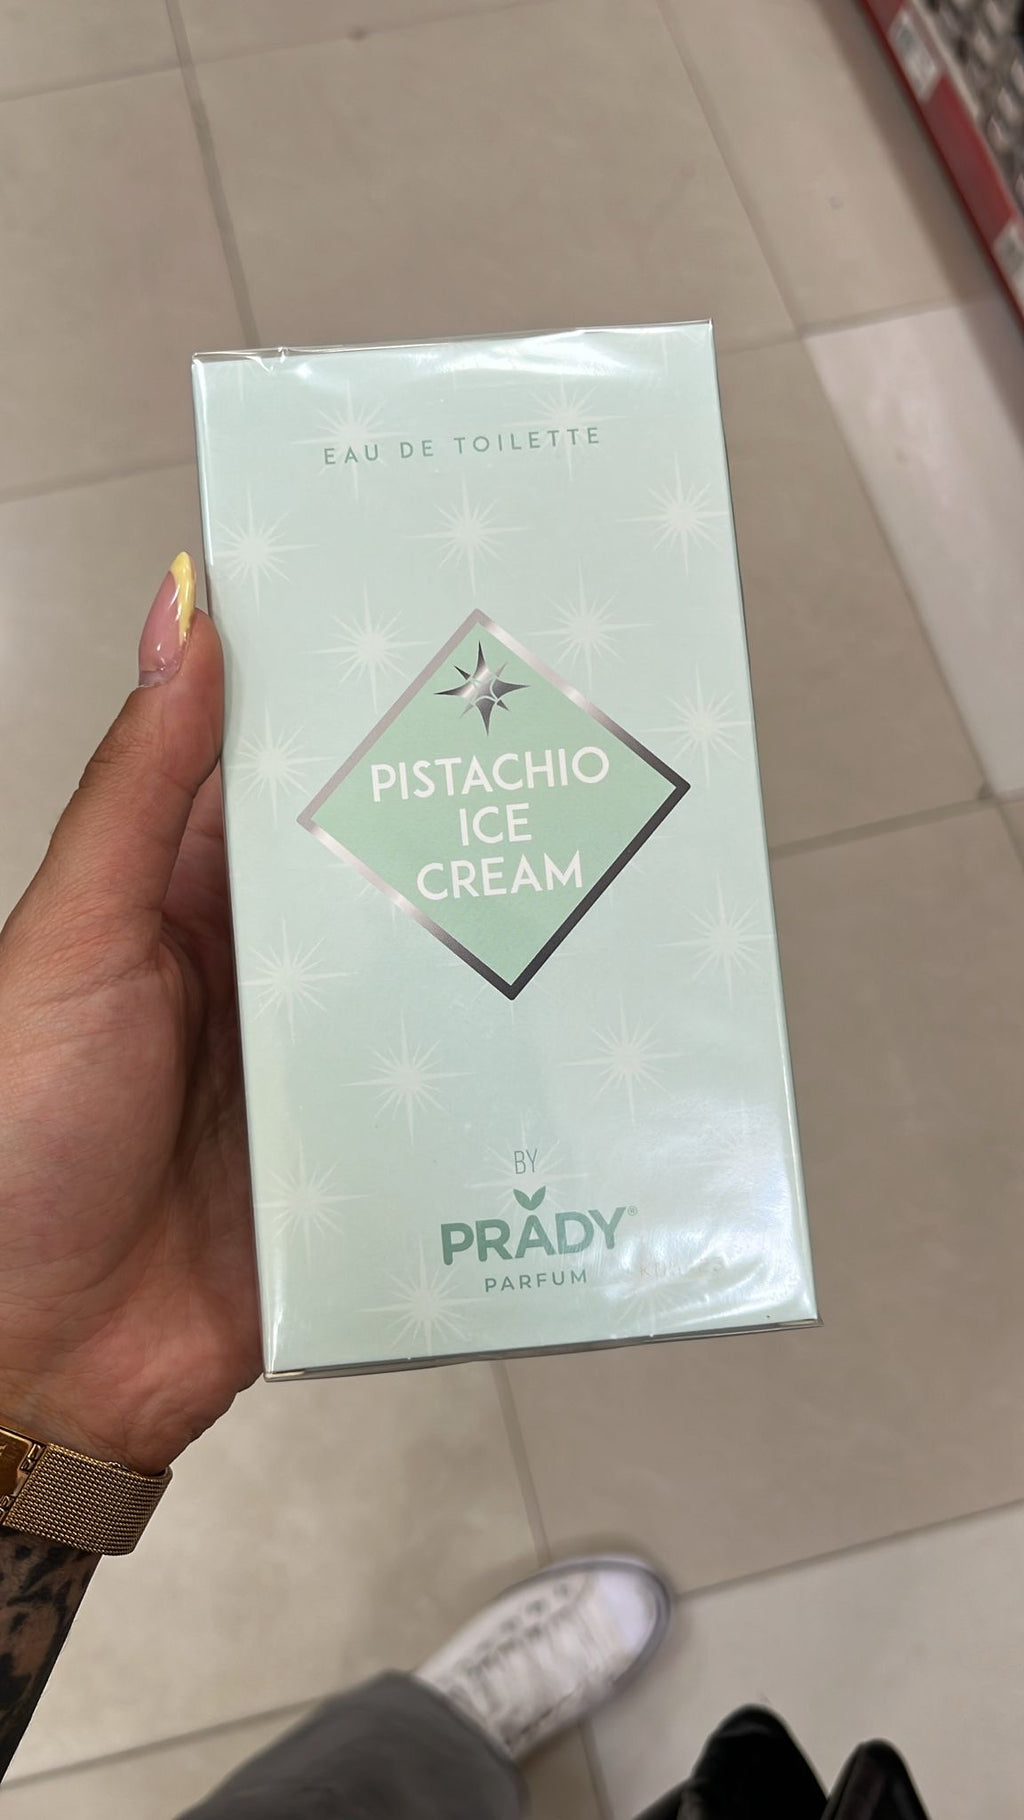 EAU DE TOILETTE
PISTACHIO
ICE
CREAM
BY
PRADY®
PARFUM